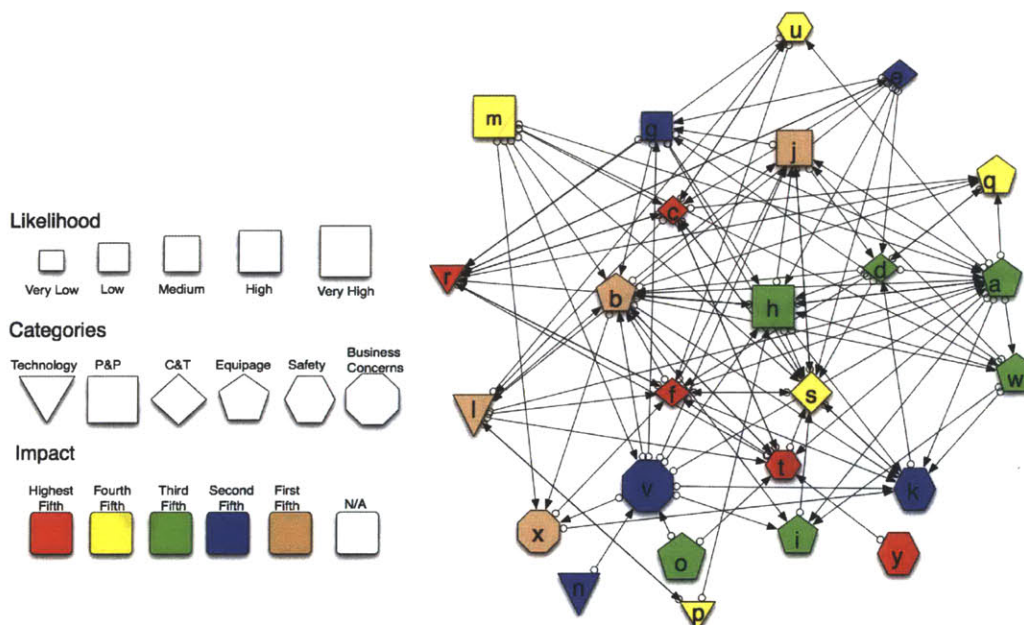 Likelihood
Very Low
Low
Medium
High
Very High
Categories
Technology
P&P
C&T
Equipage
Safety
Business
Concerns
Impact
Highest
Fifth
Fourth
Fifth
Third
Fifth
Second
Fifth
First
Fifth
N/A
u
e
m
g
j
q
c
r
d
a
b
h
w
l
f
s
t
v
k
x
o
i
y
n
p